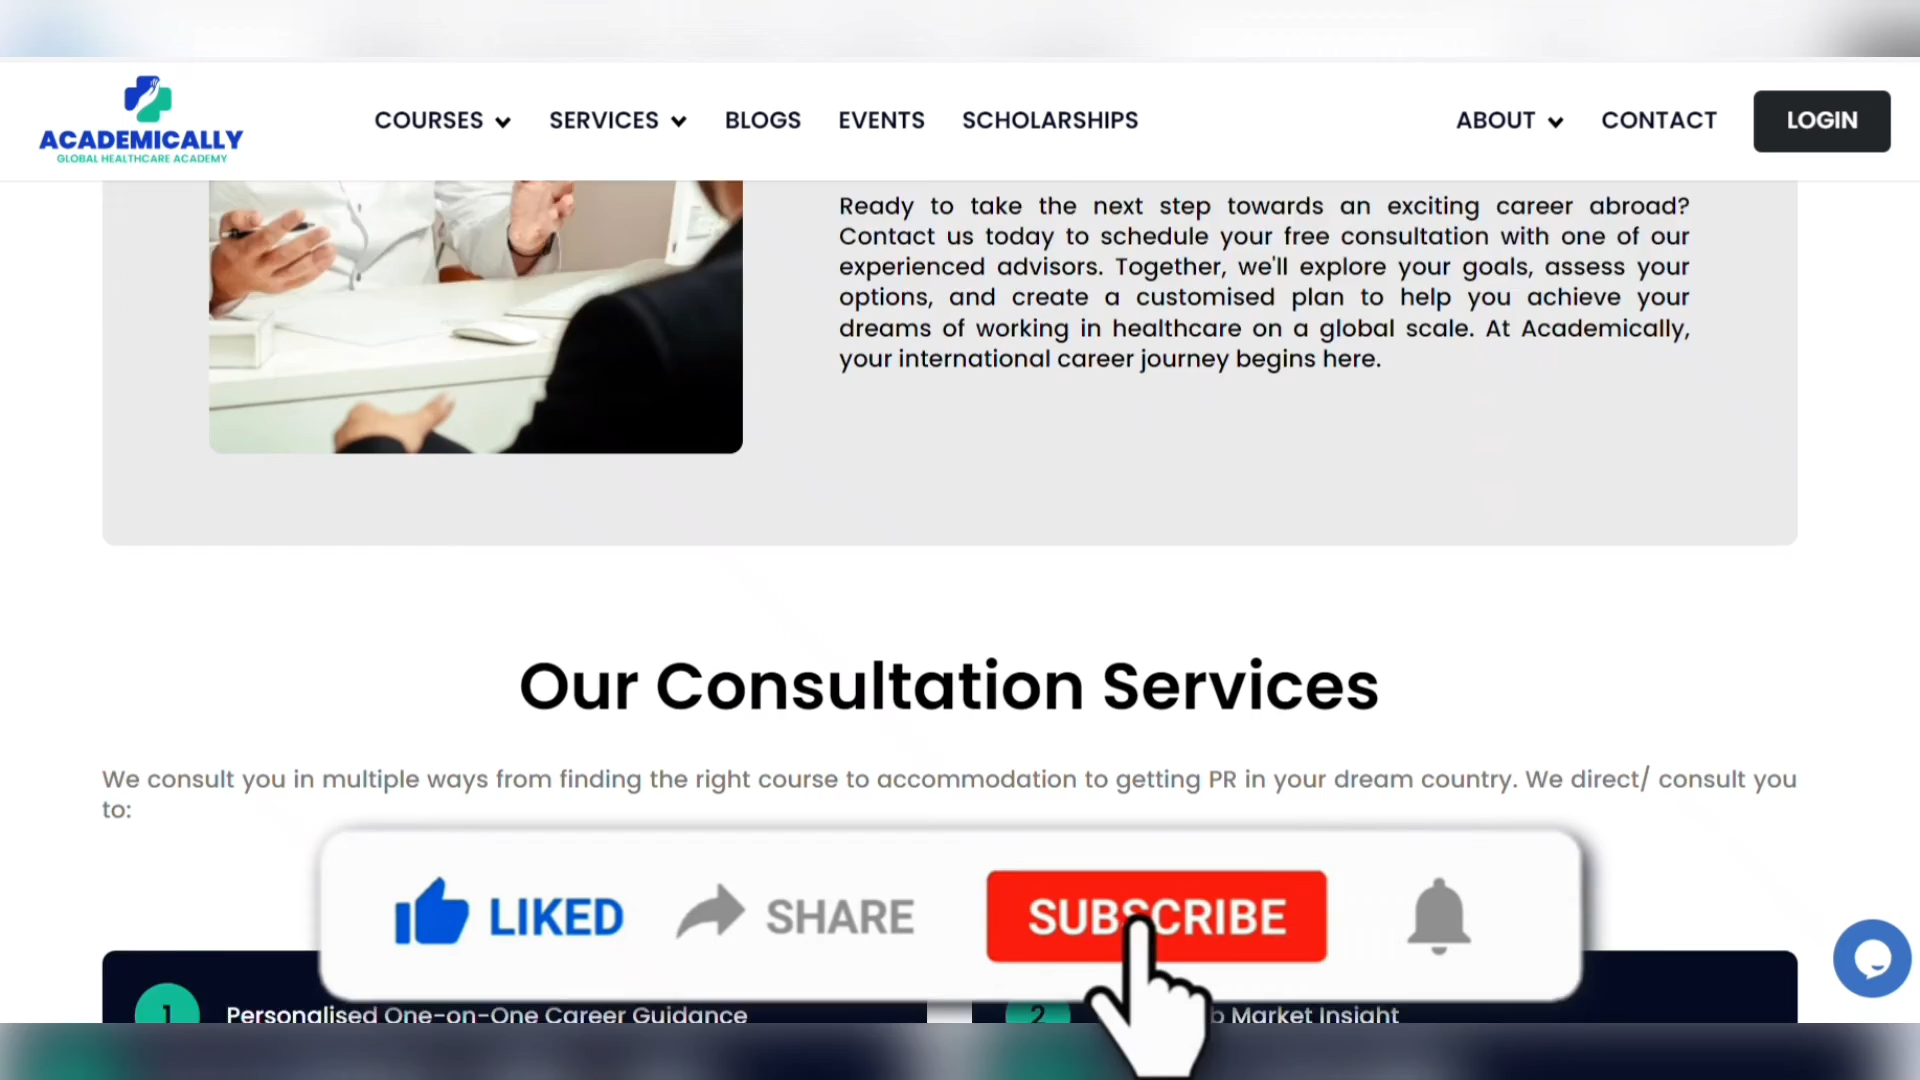 ACADEMICALLY
GLOBAL HEALTHCARE ACADEMY
COURSES
SERVICES
BLOGS
EVENTS
SCHOLARSHIPS
ABOUT
CONTACT
LOGIN
Ready to take the next step towards an exciting career abroad?
Contact us today to schedule your free consultation with one of our
experienced advisors. Together, we'll explore your goals, assess your
options, and create a customised plan to help you achieve your
dreams of working in healthcare on a global scale. At Academically,
your international career journey begins here.
Our Consultation Services
We consult you in multiple ways from finding the right course to accommodation to getting PR in your dream country. We direct/ consult you
to:
LIKED
SHARE
SUBSCRIBE
1
Personalised One-on-One Career Guidance
2
Market Insight